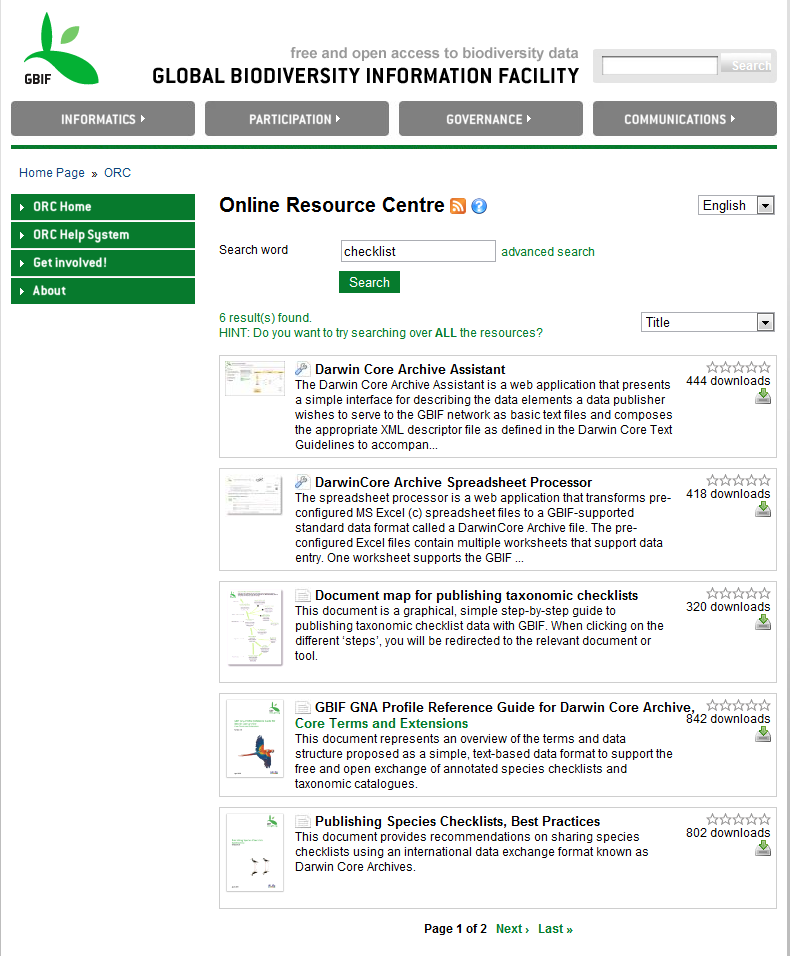 GBIF
free and open access to biodiversity data
GLOBAL BIODIVERSITY INFORMATION FACILITY
Search
INFORMATICS
PARTICIPATION
GOVERNANCE
COMMUNICATIONS
Home Page » ORC
ORC Home
ORC Help System
Get involved!
About
Online Resource Centre
English
Search word
checklist
advanced search
Search
6 result(s) found.
HINT: Do you want to try searching over ALL the resources?
Title
Darwin Core Archive Assistant
The Darwin Core Archive Assistant is a web application that presents
a simple interface for describing the data elements a data publisher
wishes to serve to the GBIF network as basic text files and composes
the appropriate XML descriptor file as defined in the Darwin Core Text
Guidelines to accompan...
444 downloads
DarwinCore Archive Spreadsheet Processor
The spreadsheet processor is a web application that transforms pre-
configured MS Excel (c) spreadsheet files to a GBIF-supported
standard data format called a DarwinCore Archive file. The pre-
configured Excel files contain multiple worksheets that support data
entry. One worksheet supports the GBIF ...
418 downloads
Document map for publishing taxonomic checklists
This document is a graphical, simple step-by-step guide to
publishing taxonomic checklist data with GBIF. When clicking on the
different ‘steps’, you will be redirected to the relevant document or
tool.
320 downloads
GBIF GNA Profile Reference Guide for Darwin Core Archive,
Core Terms and Extensions
This document represents an overview of the terms and data
structure proposed as a simple, text-based data format to support the
free and open exchange of annotated species checklists and
taxonomic catalogues.
842 downloads
Publishing Species Checklists, Best Practices
This document provides recommendations on sharing species
checklists using an international data exchange format known as
Darwin Core Archives.
802 downloads
Page 1 of 2 Next › Last »